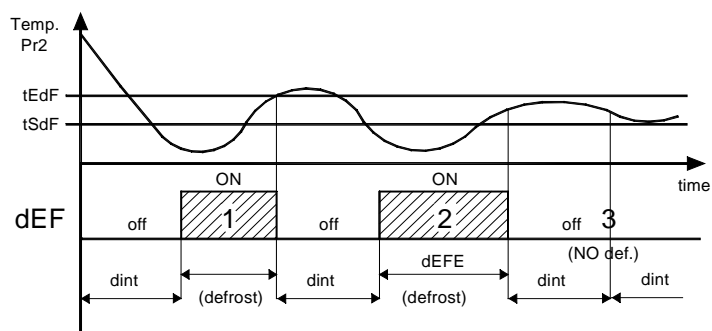 Temp.
Pr2
tEdF
tSdF
ON ON
time
dEF off 1 off 2 off 3
(NO def.)
dEFE
dint (defrost) dint (defrost) dint dint